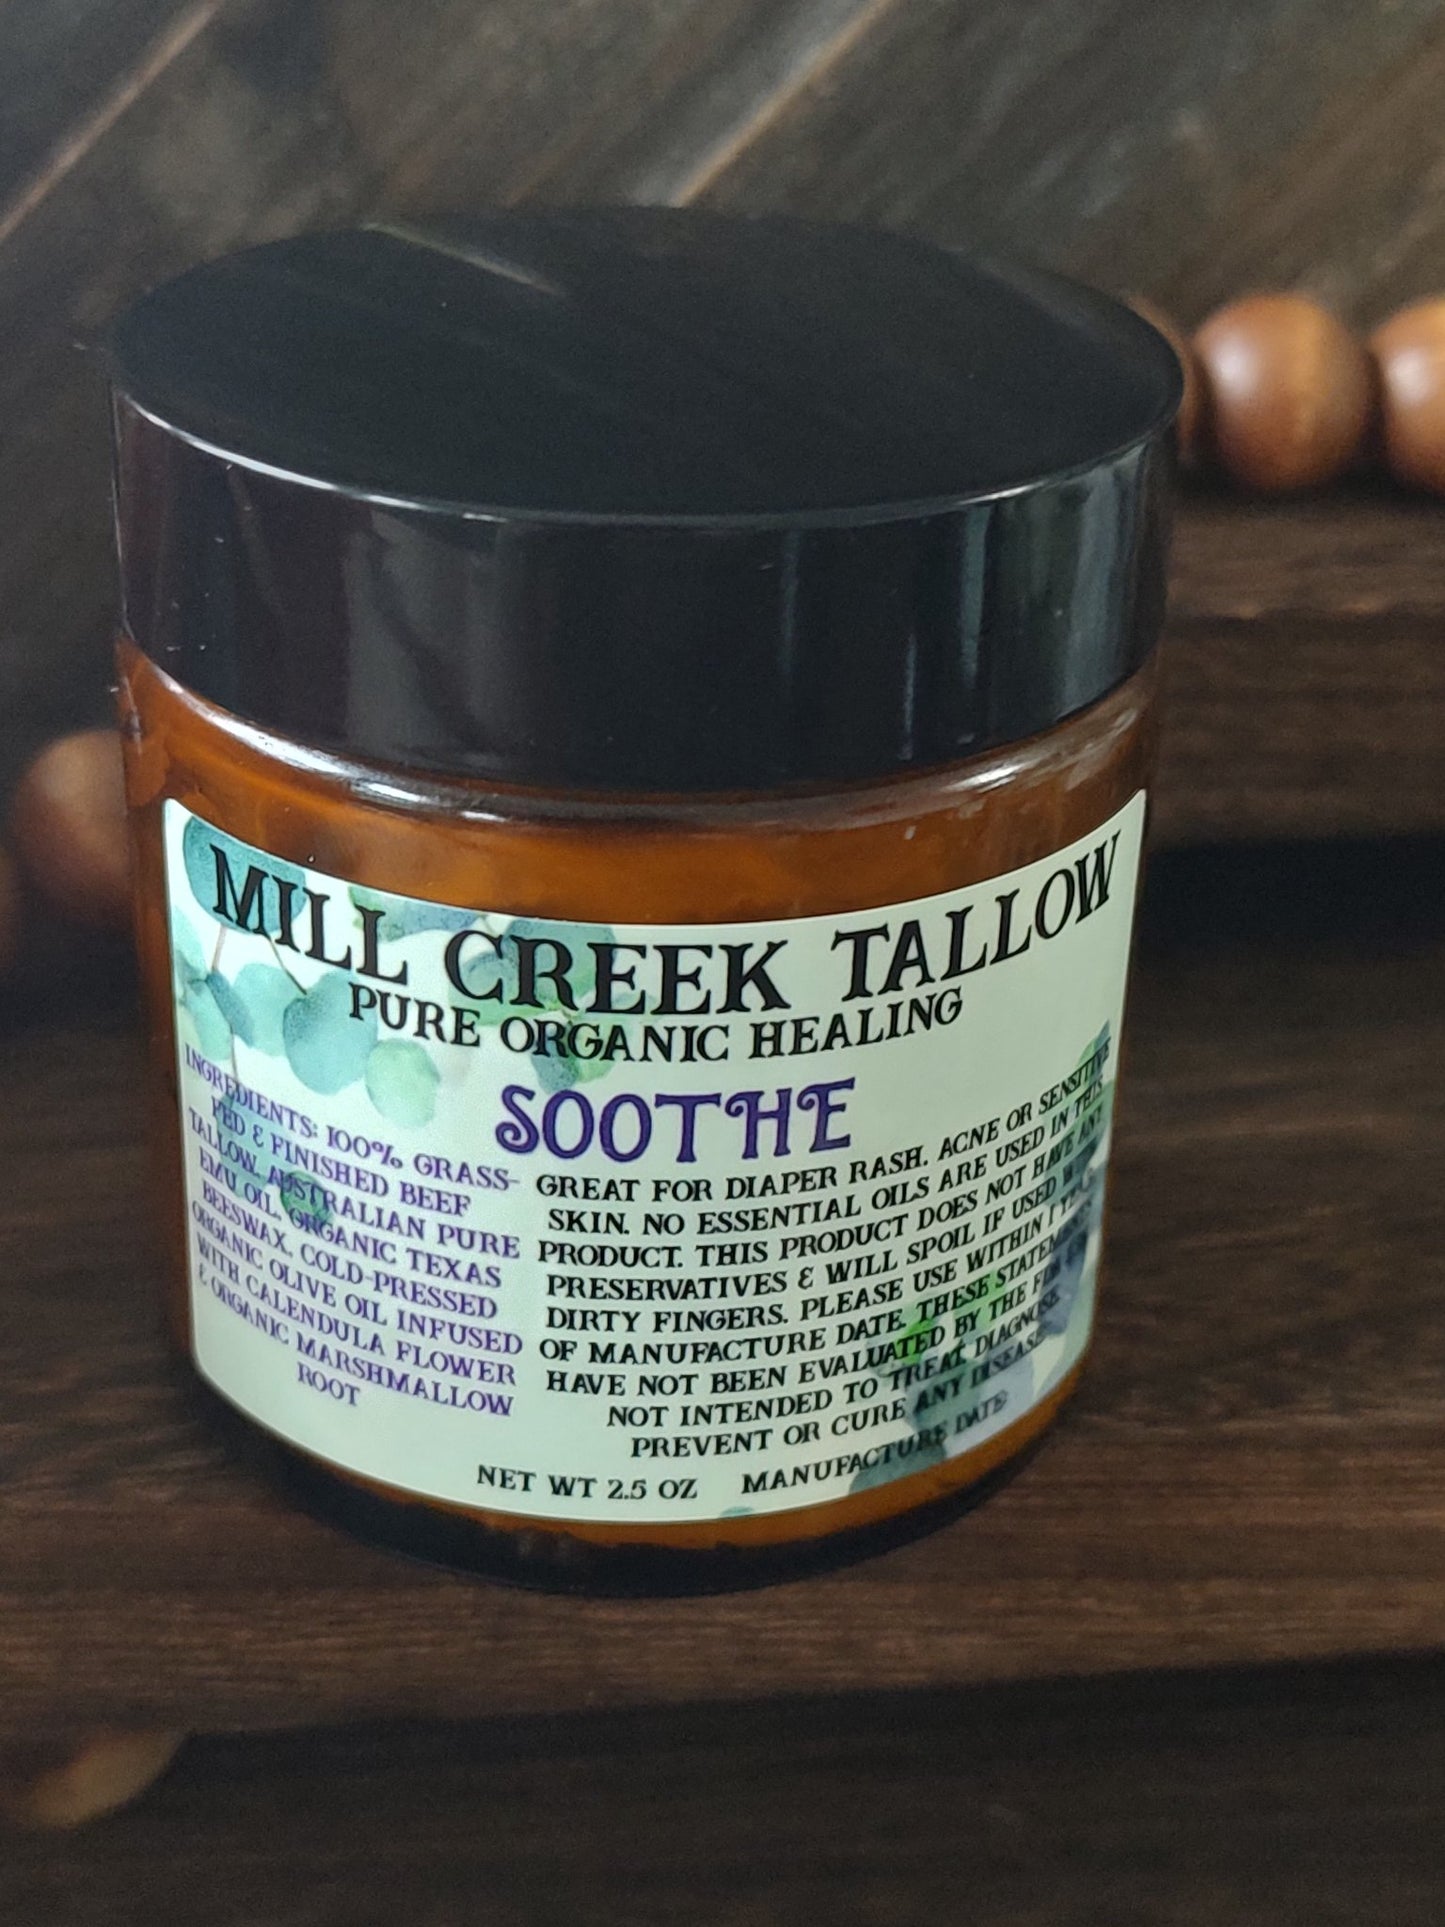 MILL CREEK TALLOW
PURE ORGANIC HEALING
SOOTHE
INGREDIENTS: 100% GRASS-
FED & FINISHED BEEF
TALLOW, AUSTRALIAN PURE
EMU OIL, ORGANIC TEXAS
BEESWAX, COLD-PRESSED
ORGANIC OLIVE OIL INFUSED
WITH CALENDULA FLOWER
& ORGANIC MARSHMALLOW
ROOT
GREAT FOR DIAPER RASH, ACNE OR SENSITIVE
SKIN. NO ESSENTIAL OILS ARE USED IN THIS
PRODUCT. THIS PRODUCT DOES NOT HAVE ANY
PRESERVATIVES & WILL SPOIL IF USED WITH
DIRTY FINGERS. PLEASE USE WITHIN 1 YEAR
OF MANUFACTURE DATE. THESE STATEMENTS
HAVE NOT BEEN EVALUATED BY THE FDA OR
NOT INTENDED TO TREAT, DIAGNOSE
PREVENT OR CURE ANY DISEASE
NET WT 2.5 OZ MANUFACTURE DATE